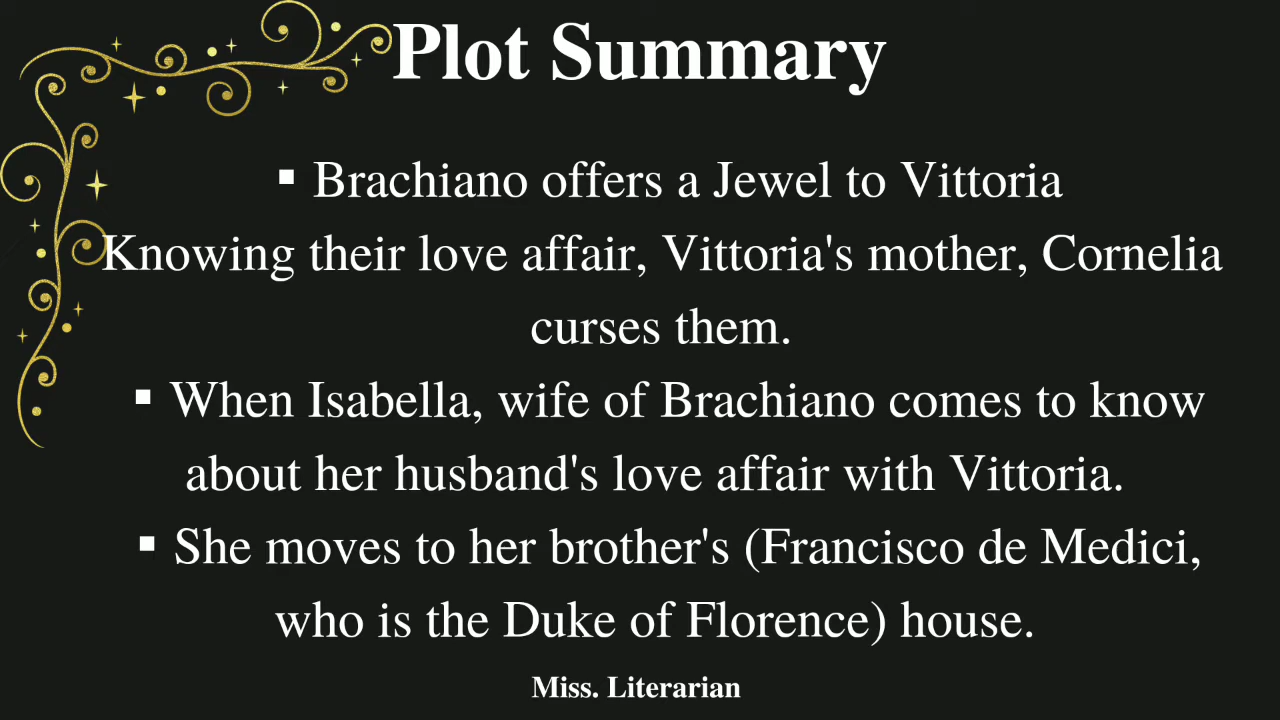 Plot Summary
▪ Brachiano offers a Jewel to Vittoria
Knowing their love affair, Vittoria's mother, Cornelia
curses them.
▪ When Isabella, wife of Brachiano comes to know
about her husband's love affair with Vittoria.
▪ She moves to her brother's (Francisco de Medici,
who is the Duke of Florence) house.
Miss. Literarian